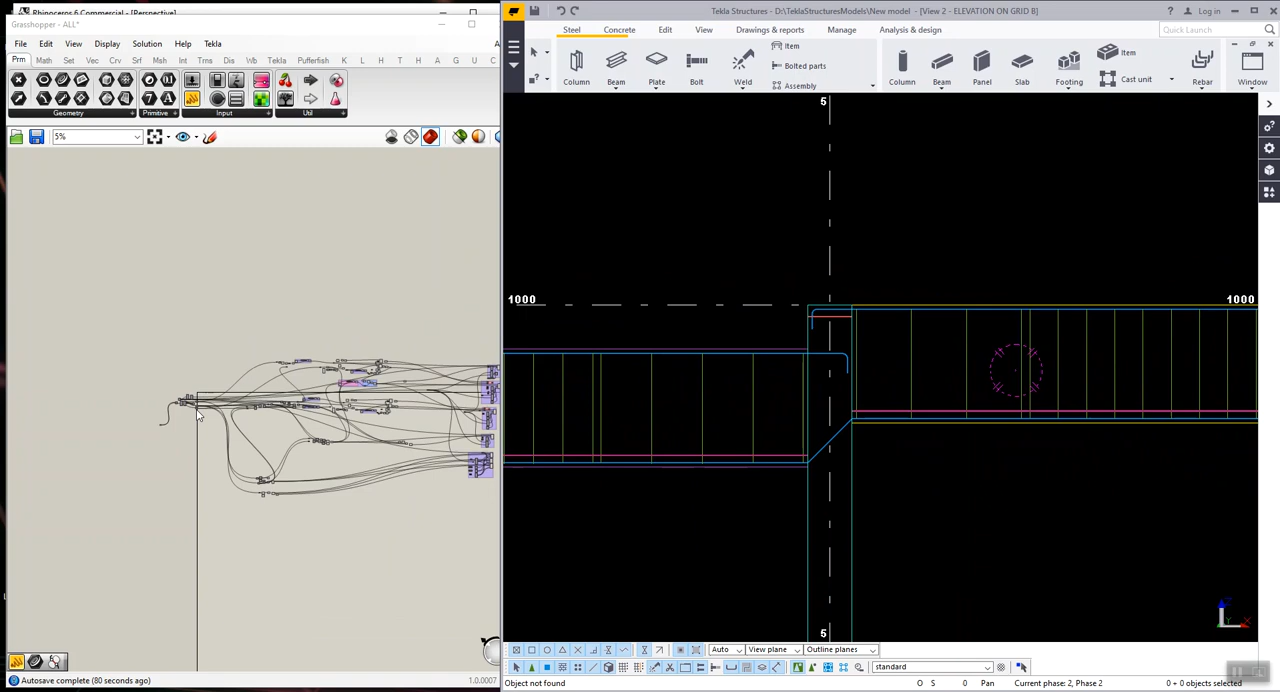 Rhinoceros 6 Commercial - [Perspective]
Grasshopper - ALL*
File Edit View Display Solution Help Tekla
Prm Math Set Vec Crv Srf Msh Int Trns Dis Wb Tekla Pufferfish K L H T H A G U C
Geometry Primitive Input Util
5%
Autosave complete (80 seconds ago)
1.0.0007
Tekla Structures - D:\TeklaStructuresModels\New model - [View 2 - ELEVATION ON GRID B]
Log in
Steel Concrete Edit View Drawings & reports Manage Analysis & design
Quick Launch
Column Beam Plate Bolt Weld
Item
Bolted parts
Assembly
Column Beam Panel Slab Footing
Item
Cast unit
Rebar Window
5
1000
1000
5
Auto View plane Outline planes
standard
Object not found
O S 0 Pan Current phase: 2, Phase 2 0 + 0 objects selected